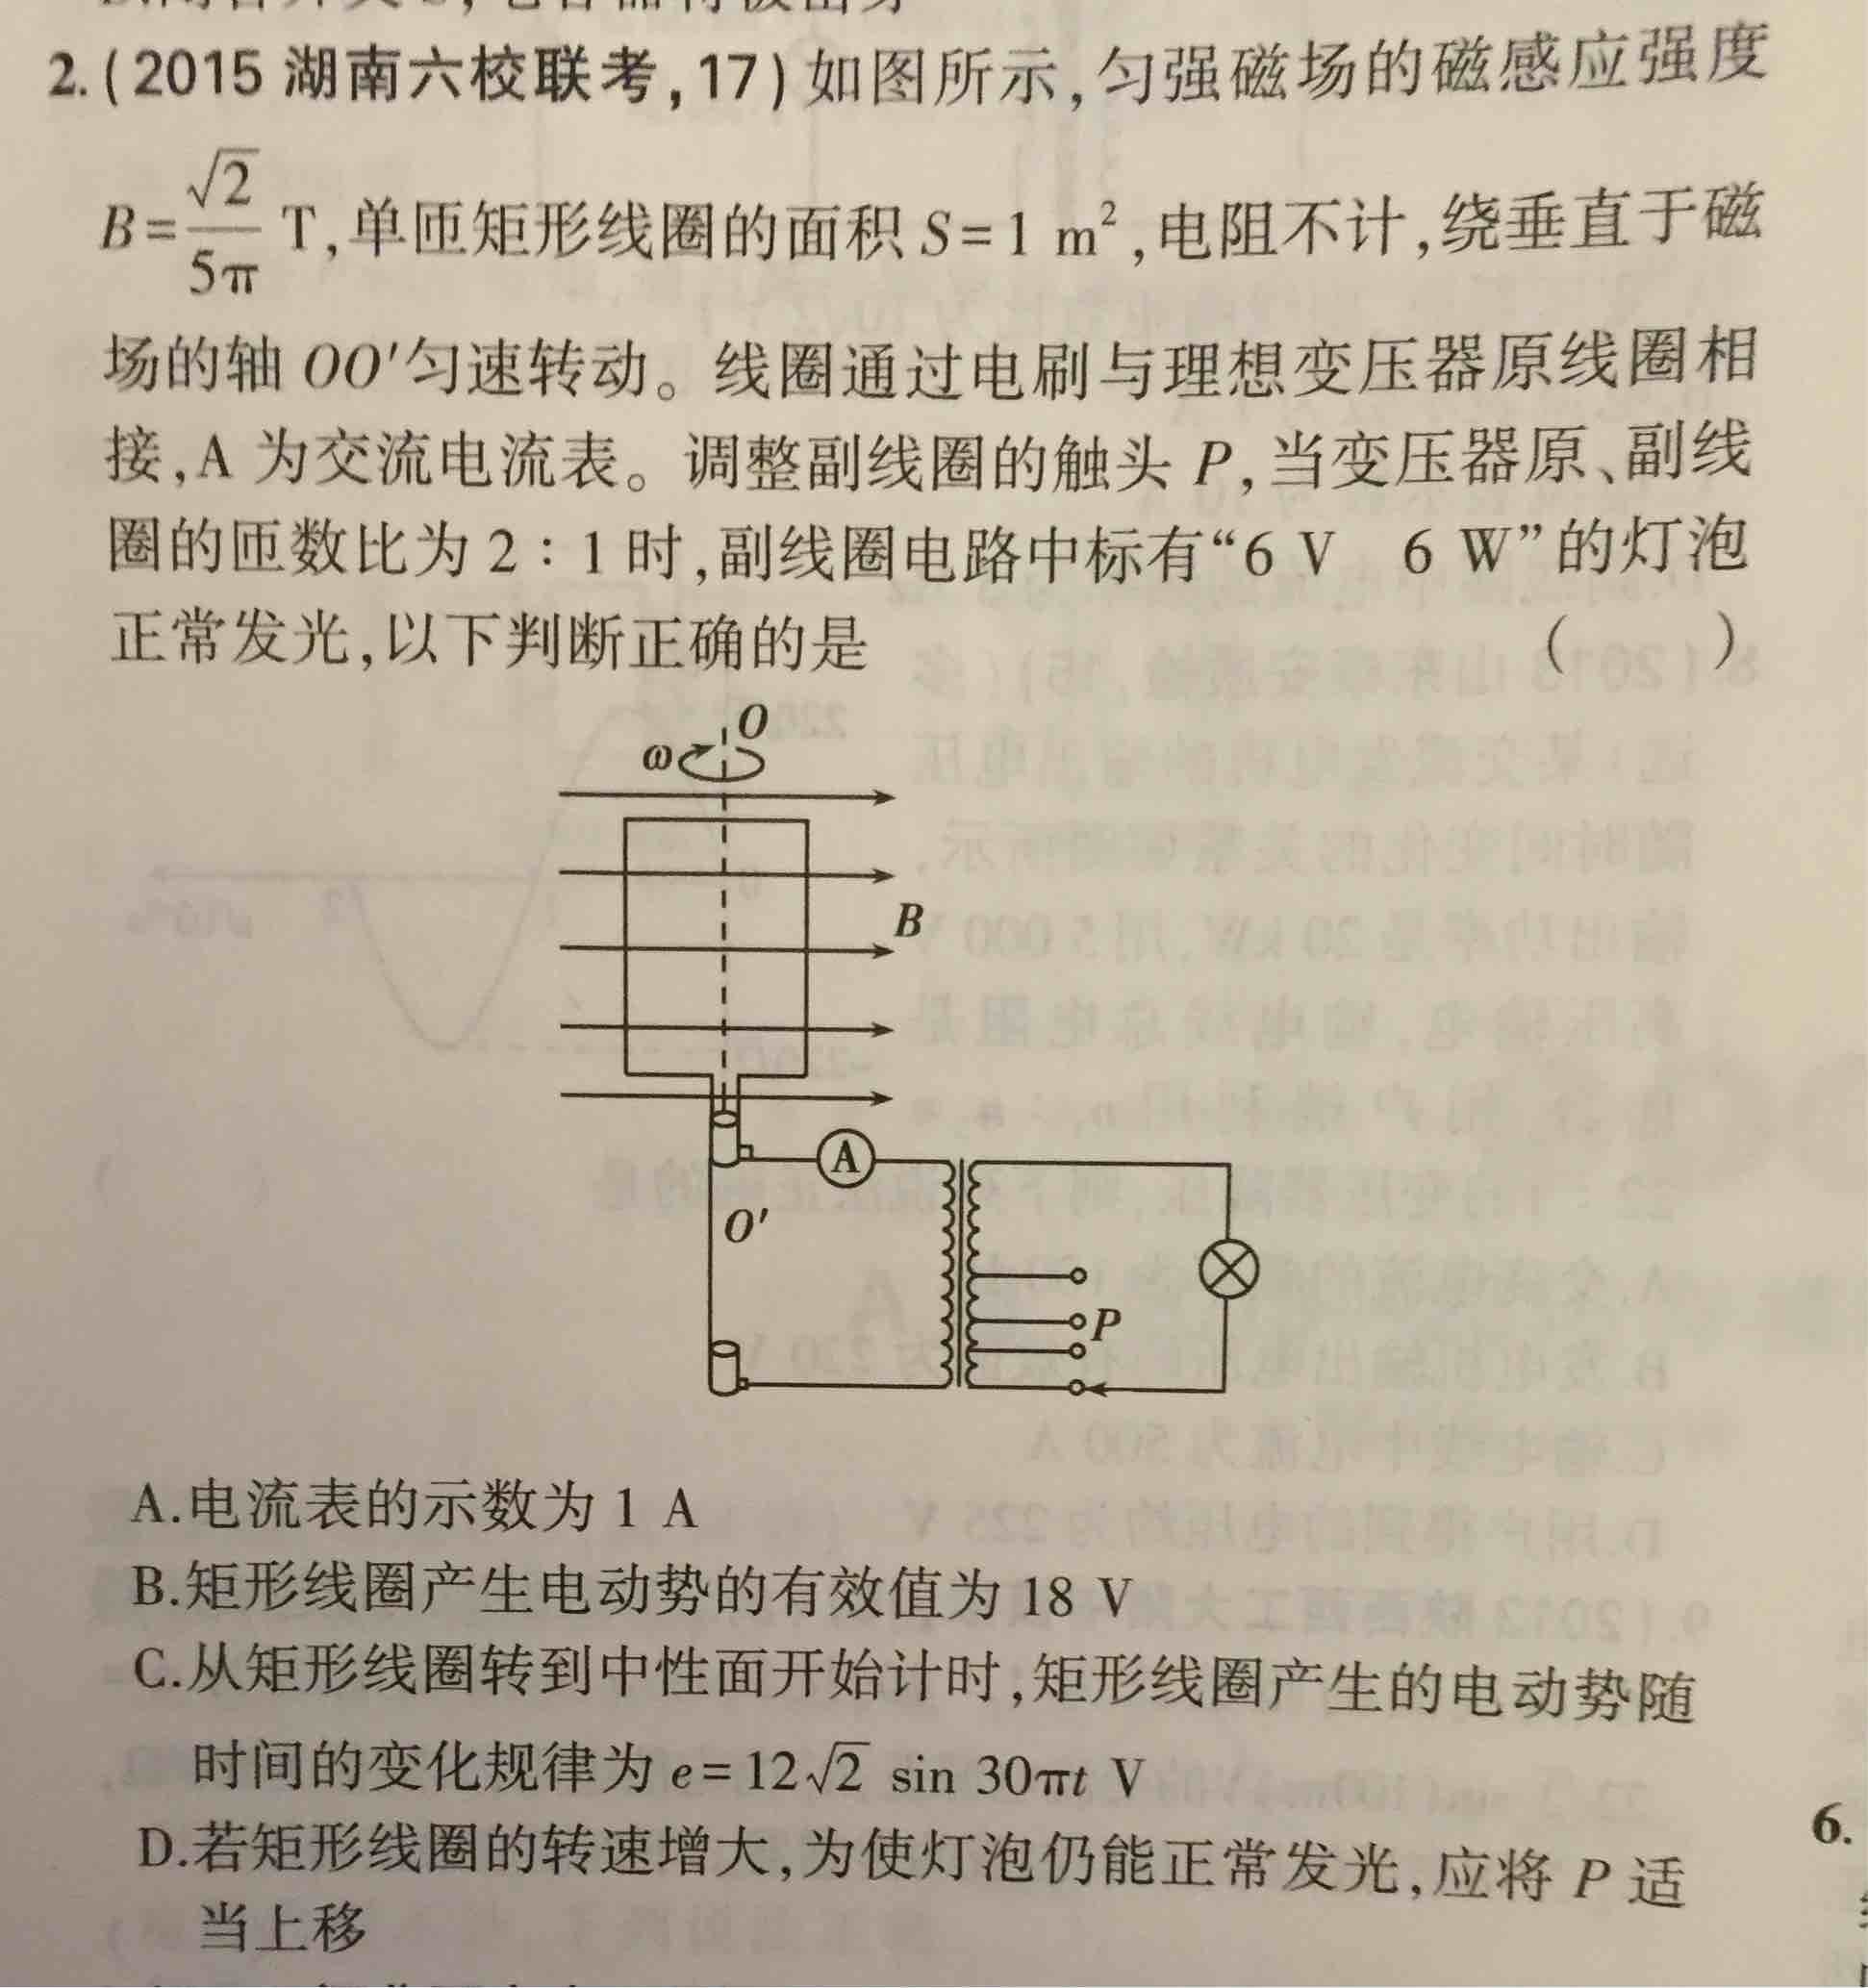 2.(2015 湖南六校联考,17)如图所示,匀强磁场的磁感应强度
B=√2/5π T,单匝矩形线圈的面积 S=1 m²,电阻不计,绕垂直于磁
场的轴 OO′匀速转动。线圈通过电刷与理想变压器原线圈相
接,A 为交流电流表。调整副线圈的触头 P,当变压器原、副线
圈的匝数比为 2∶1 时,副线圈电路中标有“6 V 6 W”的灯泡
正常发光,以下判断正确的是 ( )
O
ω
B
A
O′
P
A.电流表的示数为 1 A
B.矩形线圈产生电动势的有效值为 18 V
C.从矩形线圈转到中性面开始计时,矩形线圈产生的电动势随
时间的变化规律为 e=12√2 sin 30πt V
D.若矩形线圈的转速增大,为使灯泡仍能正常发光,应将 P 适
当上移
6.